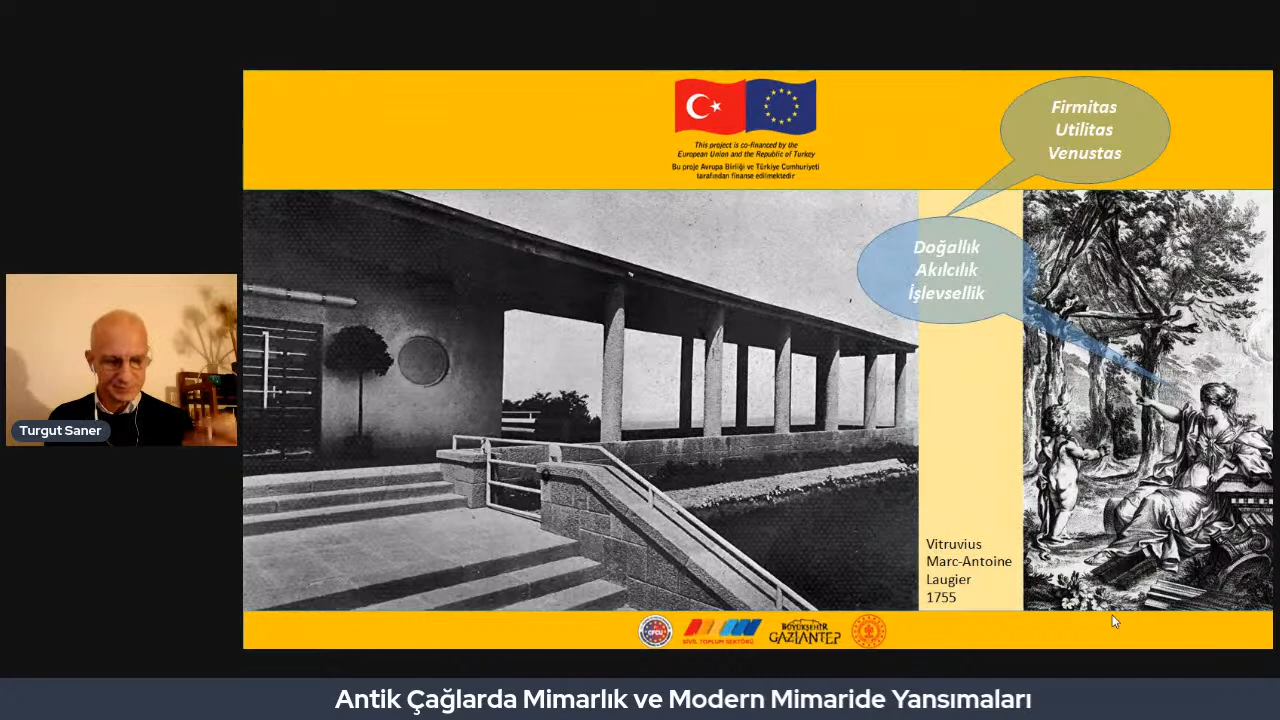 Firmitas
Utilitas
Venustas
This project is co-financed by the
European Union and the Republic of Turkey
Bu proje Avrupa Birliği ve Türkiye Cumhuriyeti
tarafından finanse edilmektedir
Doğallık
Akılcılık
İşlevsellik
Turgut Saner
Vitruvius
Marc-Antoine
Laugier
1755
CFCU
SİVİL TOPLUM SEKTÖRÜ
BÜYÜKŞEHİR
GAZİANTEP
Antik Çağlarda Mimarlık ve Modern Mimaride Yansımaları